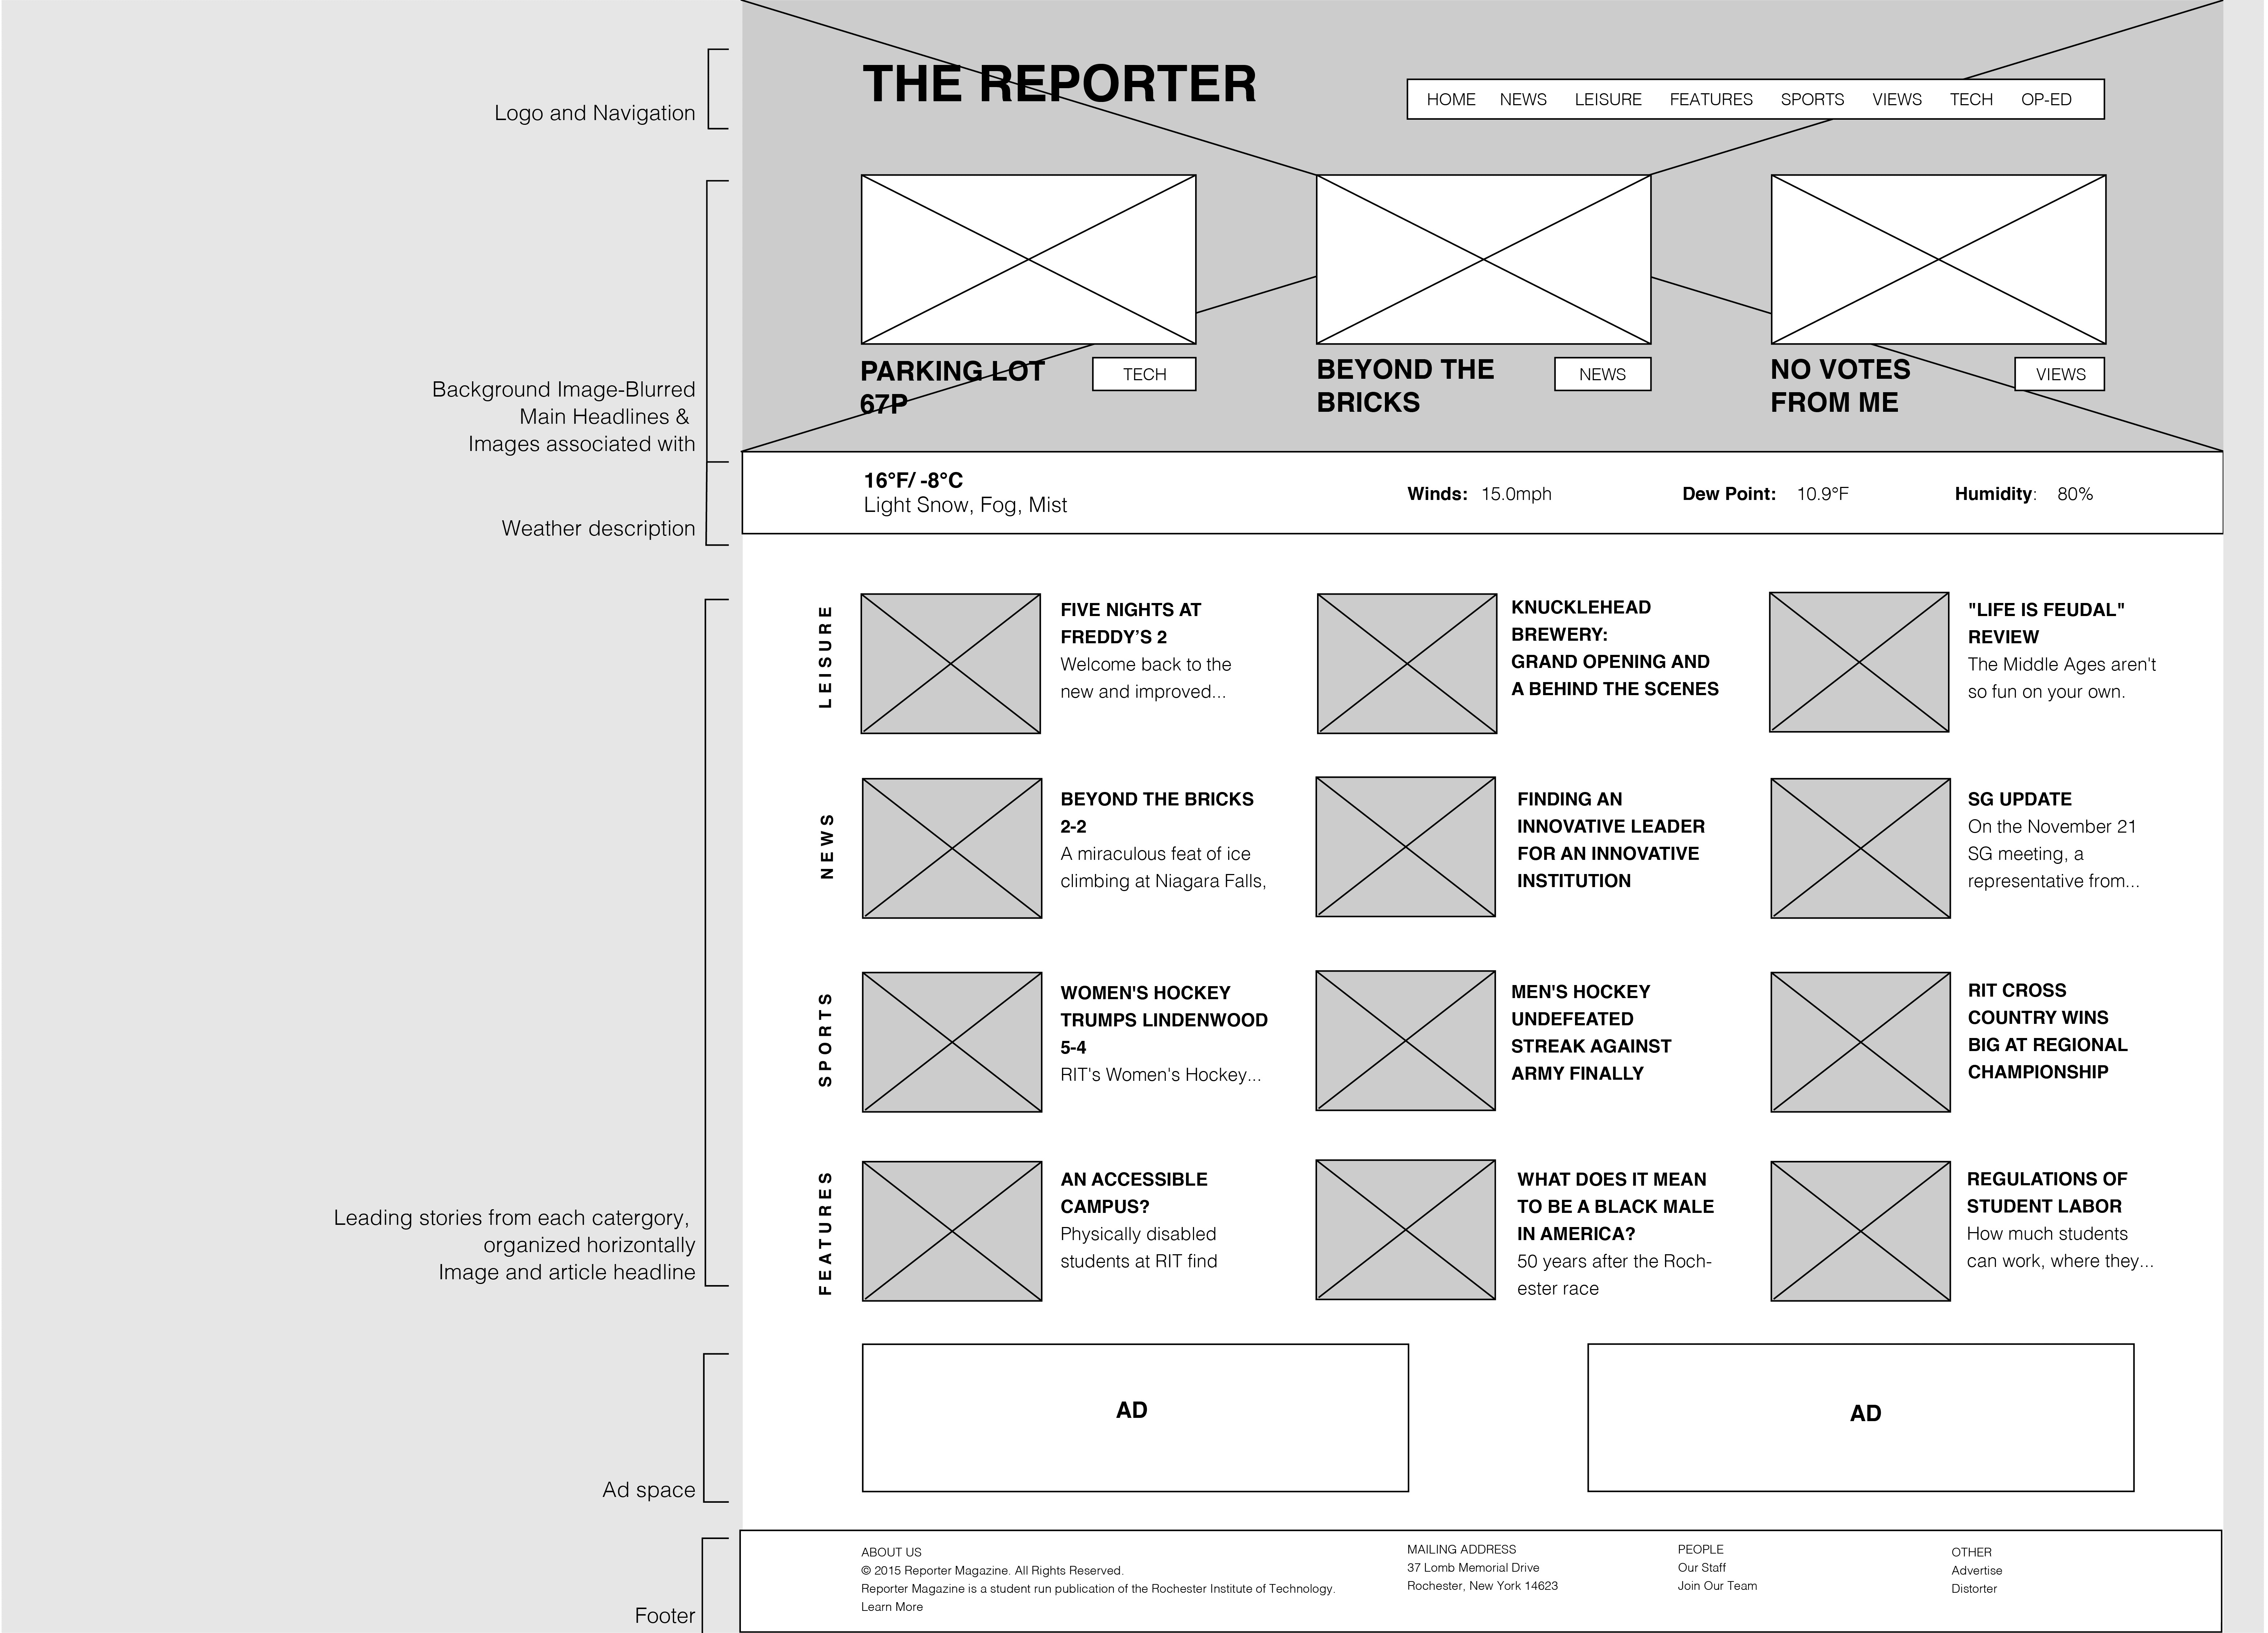 Logo and Navigation
THE REPORTER
HOME NEWS LEISURE FEATURES SPORTS VIEWS TECH OP-ED
Background Image-Blurred
Main Headlines &
Images associated with
PARKING LOT
67P
TECH
BEYOND THE
BRICKS
NEWS
NO VOTES
FROM ME
VIEWS
Weather description
16°F/ -8°C
Light Snow, Fog, Mist
Winds: 15.0mph
Dew Point: 10.9°F
Humidity: 80%
Leading stories from each catergory,
organized horizontally
Image and article headline
LEISURE
FIVE NIGHTS AT
FREDDY’S 2
Welcome back to the
new and improved...
KNUCKLEHEAD
BREWERY:
GRAND OPENING AND
A BEHIND THE SCENES
"LIFE IS FEUDAL"
REVIEW
The Middle Ages aren't
so fun on your own.
NEWS
BEYOND THE BRICKS
2-2
A miraculous feat of ice
climbing at Niagara Falls,
FINDING AN
INNOVATIVE LEADER
FOR AN INNOVATIVE
INSTITUTION
SG UPDATE
On the November 21
SG meeting, a
representative from...
SPORTS
WOMEN'S HOCKEY
TRUMPS LINDENWOOD
5-4
RIT's Women's Hockey...
MEN'S HOCKEY
UNDEFEATED
STREAK AGAINST
ARMY FINALLY
RIT CROSS
COUNTRY WINS
BIG AT REGIONAL
CHAMPIONSHIP
FEATURES
AN ACCESSIBLE
CAMPUS?
Physically disabled
students at RIT find
WHAT DOES IT MEAN
TO BE A BLACK MALE
IN AMERICA?
50 years after the Roch-
ester race
REGULATIONS OF
STUDENT LABOR
How much students
can work, where they...
Ad space
AD
AD
Footer
ABOUT US
© 2015 Reporter Magazine. All Rights Reserved.
Reporter Magazine is a student run publication of the Rochester Institute of Technology.
Learn More
MAILING ADDRESS
37 Lomb Memorial Drive
Rochester, New York 14623
PEOPLE
Our Staff
Join Our Team
OTHER
Advertise
Distorter